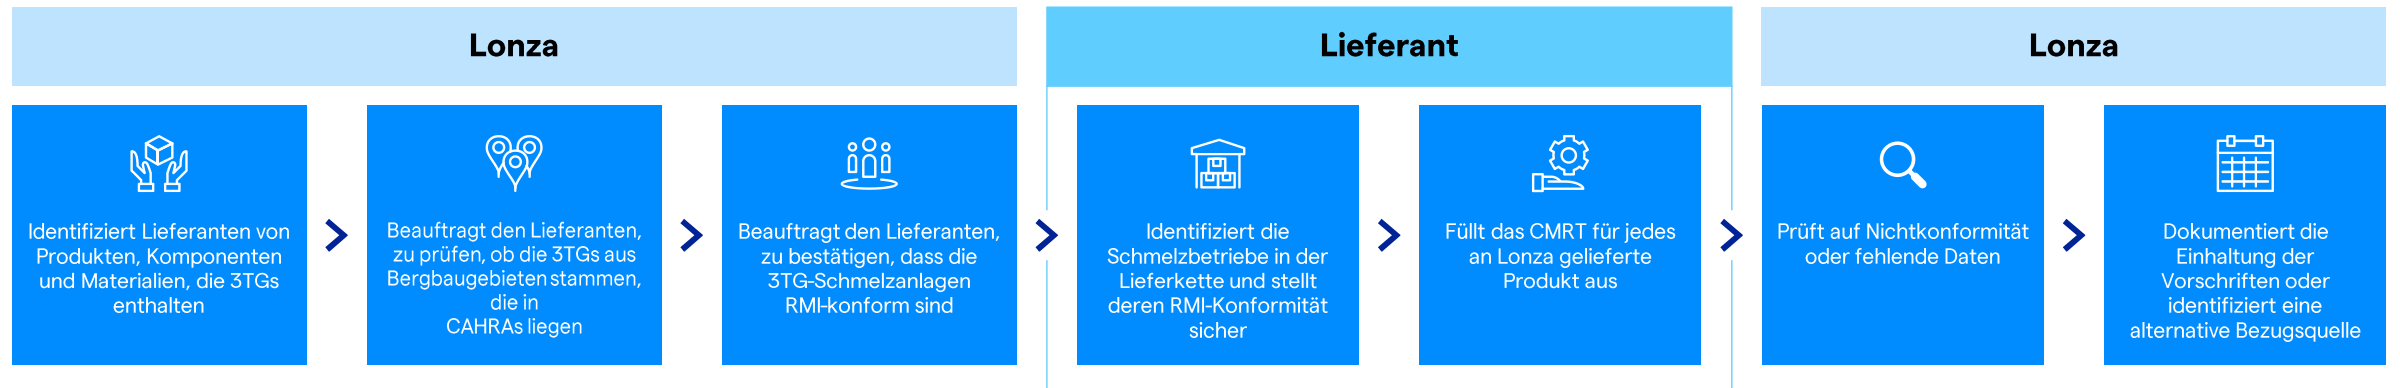 Lonza
Lieferant
Lonza
Identifiziert Lieferanten von
Produkten, Komponenten
und Materialien, die 3TGs
enthalten
Beauftragt den Lieferanten,
zu prüfen, ob die 3TGs aus
Bergbaugebieten stammen,
die in
CAHRAs liegen
Beauftragt den Lieferanten,
zu bestätigen, dass die
3TG-Schmelzanlagen
RMI-konform sind
Identifiziert die
Schmelzbetriebe in der
Lieferkette und stellt
deren RMI-Konformität
sicher
Füllt das CMRT für jedes
an Lonza gelieferte
Produkt aus
Prüft auf Nichtkonformität
oder fehlende Daten
Dokumentiert die
Einhaltung der
Vorschriften oder
identifiziert eine
alternative Bezugsquelle